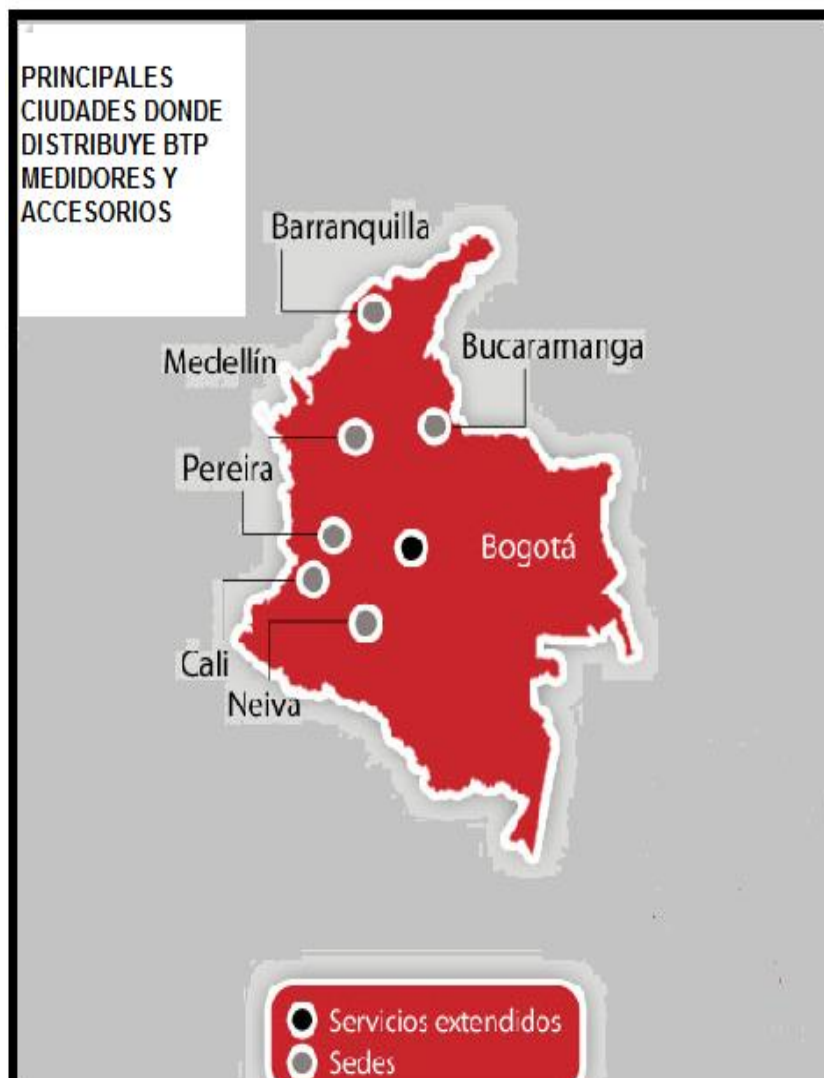 PRINCIPALES
CIUDADES DONDE
DISTRIBUYE BTP
MEDIDORES Y
ACCESORIOS
Barranquilla
Bucaramanga
Medellín
Pereira
Bogotá
Cali
Neiva
Servicios extendidos
Sedes